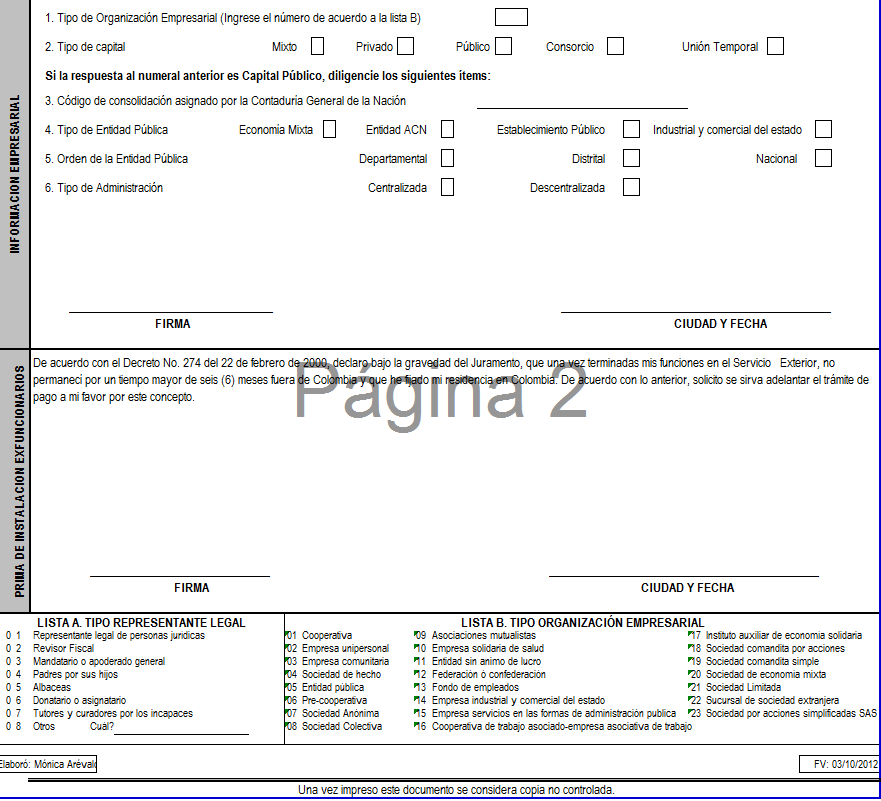 1. Tipo de Organización Empresarial (Ingrese el número de acuerdo a la lista B)
2. Tipo de capital Mixto Privado Público Consorcio Unión Temporal
Si la respuesta al numeral anterior es Capital Público, diligencie los siguientes items:
3. Código de consolidación asignado por la Contaduría General de la Nación
4. Tipo de Entidad Pública Economía Mixta Entidad ACN Establecimiento Público Industrial y comercial del estado
5. Orden de la Entidad Pública Departamental Distrital Nacional
6. Tipo de Administración Centralizada Descentralizada
INFORMACION EMPRESARIAL
FIRMA CIUDAD Y FECHA
PRIMA DE INSTALACION EXFUNCIONARIOS
De acuerdo con el Decreto No. 274 del 22 de febrero de 2000, declaro bajo la gravedad del Juramento, que una vez terminadas mis funciones en el Servicio Exterior, no
permanecí por un tiempo mayor de seis (6) meses fuera de Colombia y que he fijado mi residencia en Colombia. De acuerdo con lo anterior, solicito se sirva adelantar el trámite de
pago a mi favor por este concepto.
Página 2
FIRMA CIUDAD Y FECHA
LISTA A. TIPO REPRESENTANTE LEGAL
0 1 Representante legal de personas juridicas
0 2 Revisor Fiscal
0 3 Mandatario o apoderado general
0 4 Padres por sus hijos
0 5 Albaceas
0 6 Donatario o asignatario
0 7 Tutores y curadores por los incapaces
0 8 Otros Cuál?
LISTA B. TIPO ORGANIZACIÓN EMPRESARIAL
01 Cooperativa
02 Empresa unipersonal
03 Empresa comunitaria
04 Sociedad de hecho
05 Entidad pública
06 Pre-cooperativa
07 Sociedad Anónima
08 Sociedad Colectiva
09 Asociaciones mutualistas
10 Empresa solidaria de salud
11 Entidad sin animo de lucro
12 Federación ó confederación
13 Fondo de empleados
14 Empresa industrial y comercial del estado
15 Empresa servicios en las formas de administración publica
16 Cooperativa de trabajo asociado-empresa asociativa de trabajo
17 Instituto auxiliar de economia solidaria
18 Sociedad comandita por acciones
19 Sociedad comandita simple
20 Sociedad de economia mixta
21 Sociedad Limitada
22 Sucursal de sociedad extranjera
23 Sociedad por acciones simplificadas SAS
Elaboró: Mónica Arévalo FV: 03/10/2012
Una vez impreso este documento se considera copia no controlada.